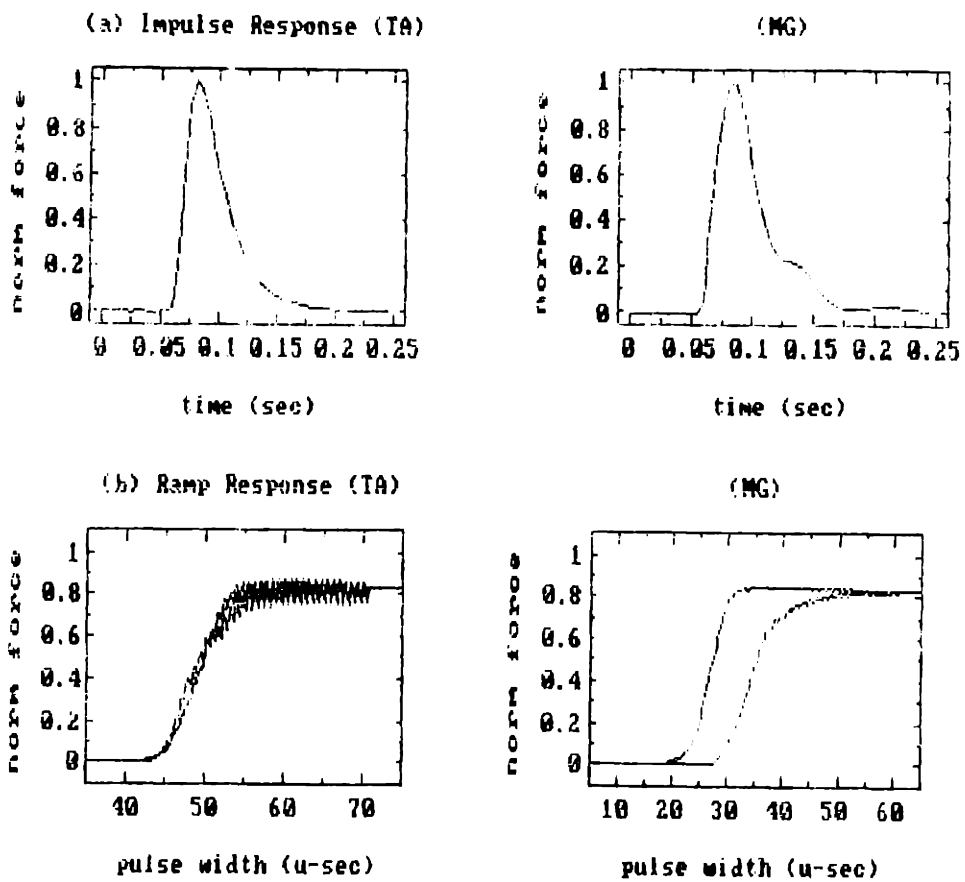 (a) Impulse Response (TA)
norm force
1
0.8
0.6
0.4
0.2
0
0 0.05 0.1 0.15 0.2 0.25
time (sec)
(MG)
norm force
1
0.8
0.6
0.4
0.2
0
0 0.05 0.1 0.15 0.2 0.25
time (sec)
(b) Ramp Response (TA)
norm force
1
0.8
0.6
0.4
0.2
0
40 50 60 70
pulse width (u-sec)
(MG)
norm force
1
0.8
0.6
0.4
0.2
0
10 20 30 40 50 60
pulse width (u-sec)